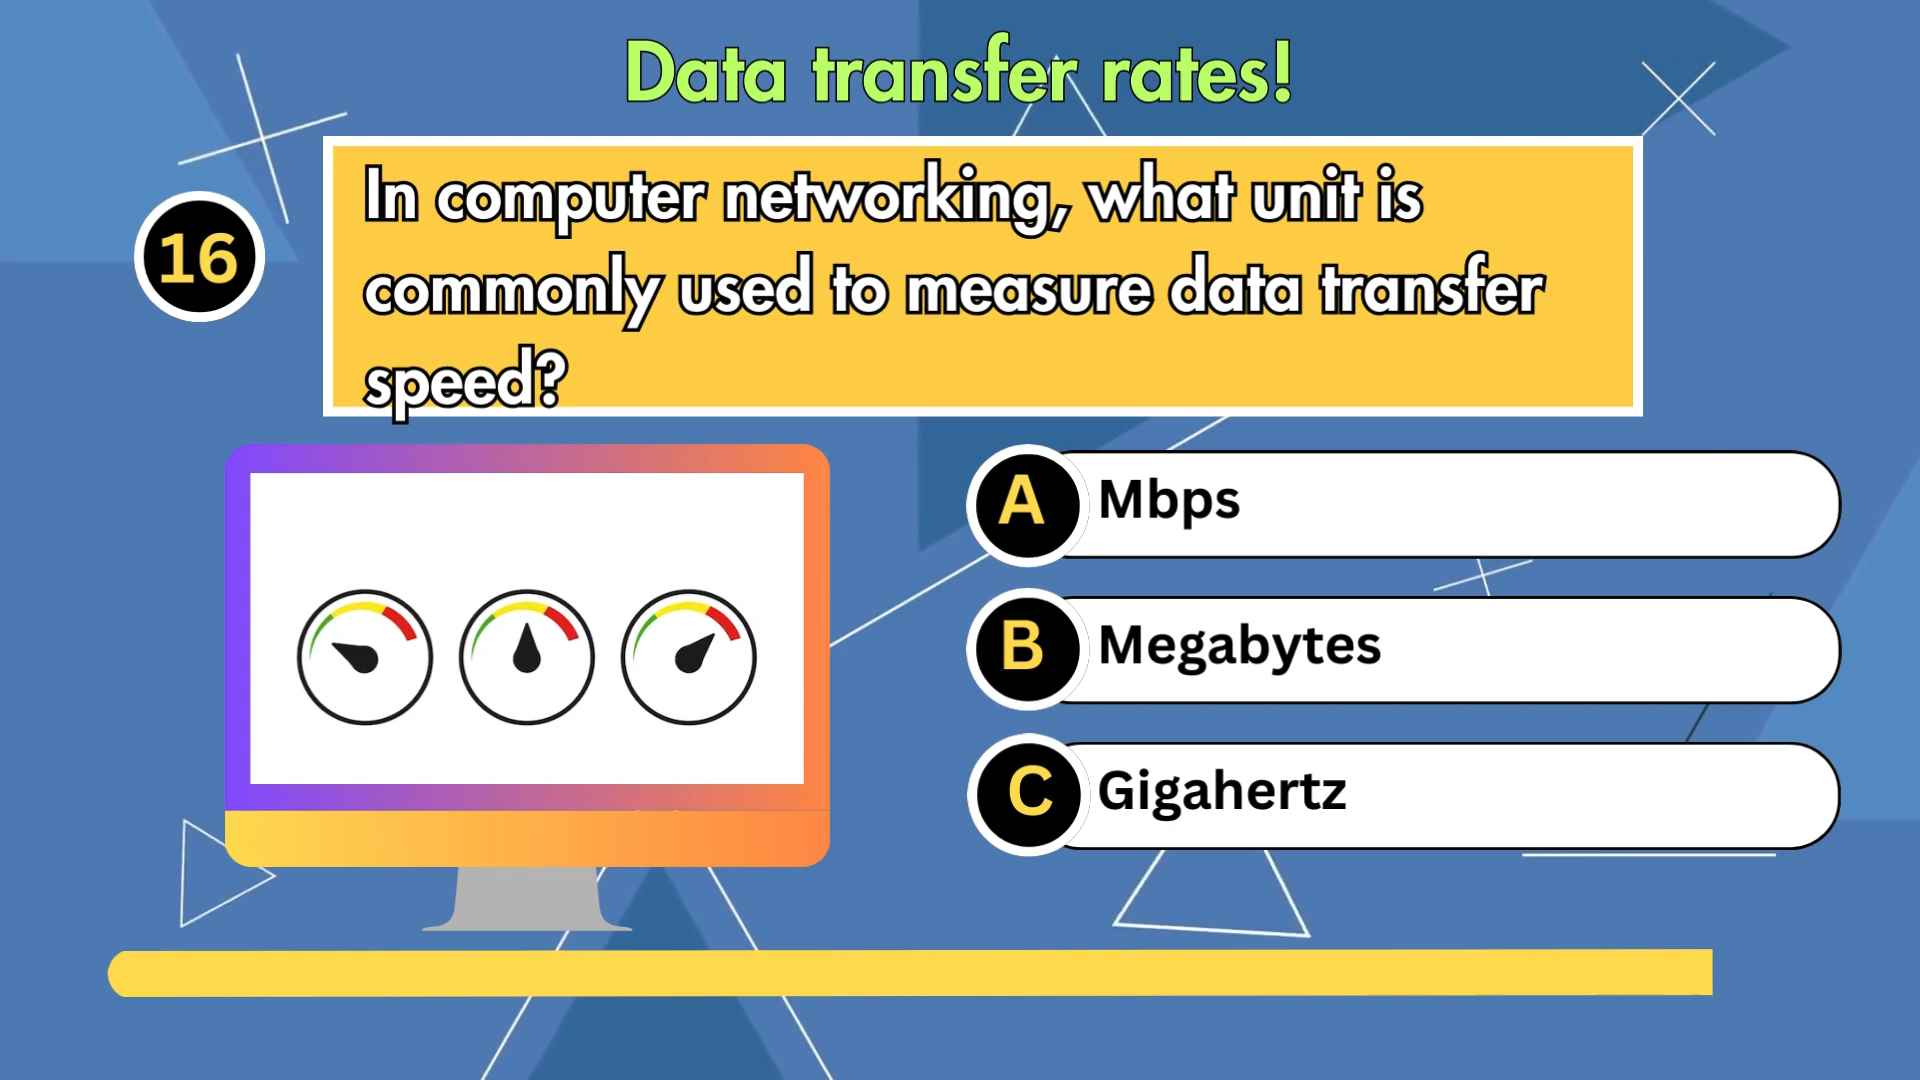 Data transfer rates!
16
In computer networking, what unit is
commonly used to measure data transfer
speed?
A Mbps
B Megabytes
C Gigahertz